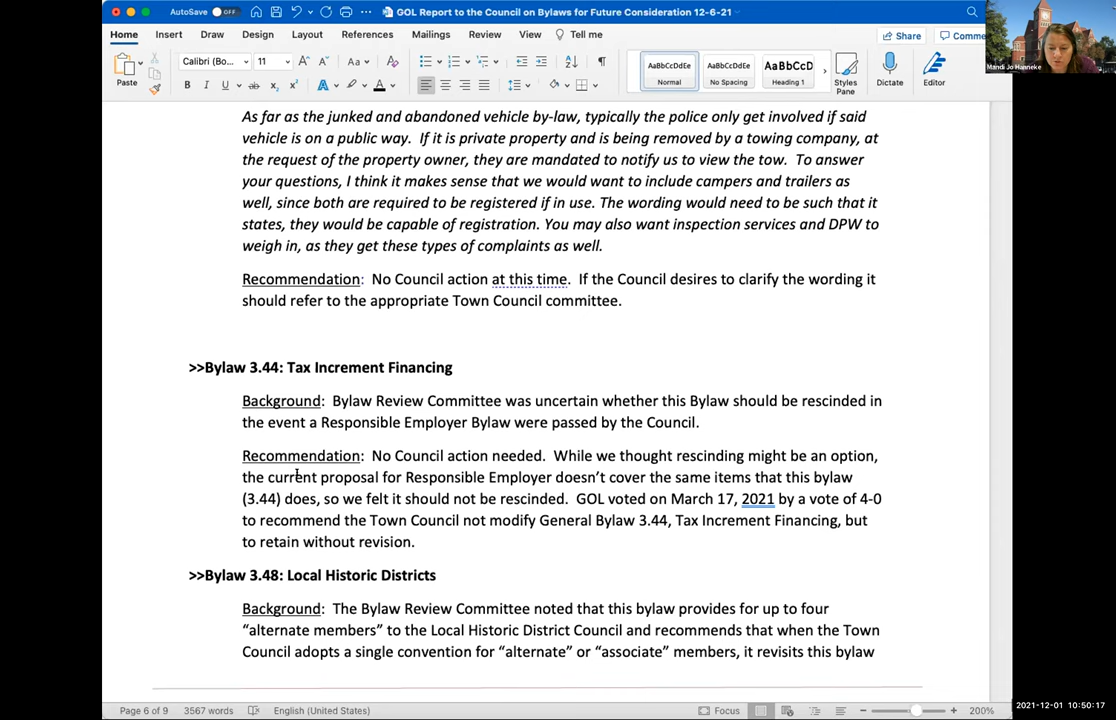 AutoSave OFF
GOL Report to the Council on Bylaws for Future Consideration 12-6-21
Home Insert Draw Design Layout References Mailings Review View Tell me Share Comme
Mandi Jo Hanneke
Paste
Calibri (Bo... 11
AaBbCcDdEe AaBbCcDdEe AaBbCcD
Normal No Spacing Heading 1
Styles Pane
Dictate
Editor
As far as the junked and abandoned vehicle by-law, typically the police only get involved if said
vehicle is on a public way. If it is private property and is being removed by a towing company, at
the request of the property owner, they are mandated to notify us to view the tow. To answer
your questions, I think it makes sense that we would want to include campers and trailers as
well, since both are required to be registered if in use. The wording would need to be such that it
states, they would be capable of registration. You may also want inspection services and DPW to
weigh in, as they get these types of complaints as well.
Recommendation: No Council action at this time. If the Council desires to clarify the wording it
should refer to the appropriate Town Council committee.
>>Bylaw 3.44: Tax Increment Financing
Background: Bylaw Review Committee was uncertain whether this Bylaw should be rescinded in
the event a Responsible Employer Bylaw were passed by the Council.
Recommendation: No Council action needed. While we thought rescinding might be an option,
the current proposal for Responsible Employer doesn't cover the same items that this bylaw
(3.44) does, so we felt it should not be rescinded. GOL voted on March 17, 2021 by a vote of 4-0
to recommend the Town Council not modify General Bylaw 3.44, Tax Increment Financing, but
to retain without revision.
>>Bylaw 3.48: Local Historic Districts
Background: The Bylaw Review Committee noted that this bylaw provides for up to four
“alternate members” to the Local Historic District Council and recommends that when the Town
Council adopts a single convention for “alternate” or “associate” members, it revisits this bylaw
Page 6 of 9 3567 words English (United States) Focus 200%
2021-12-01 10:50:17